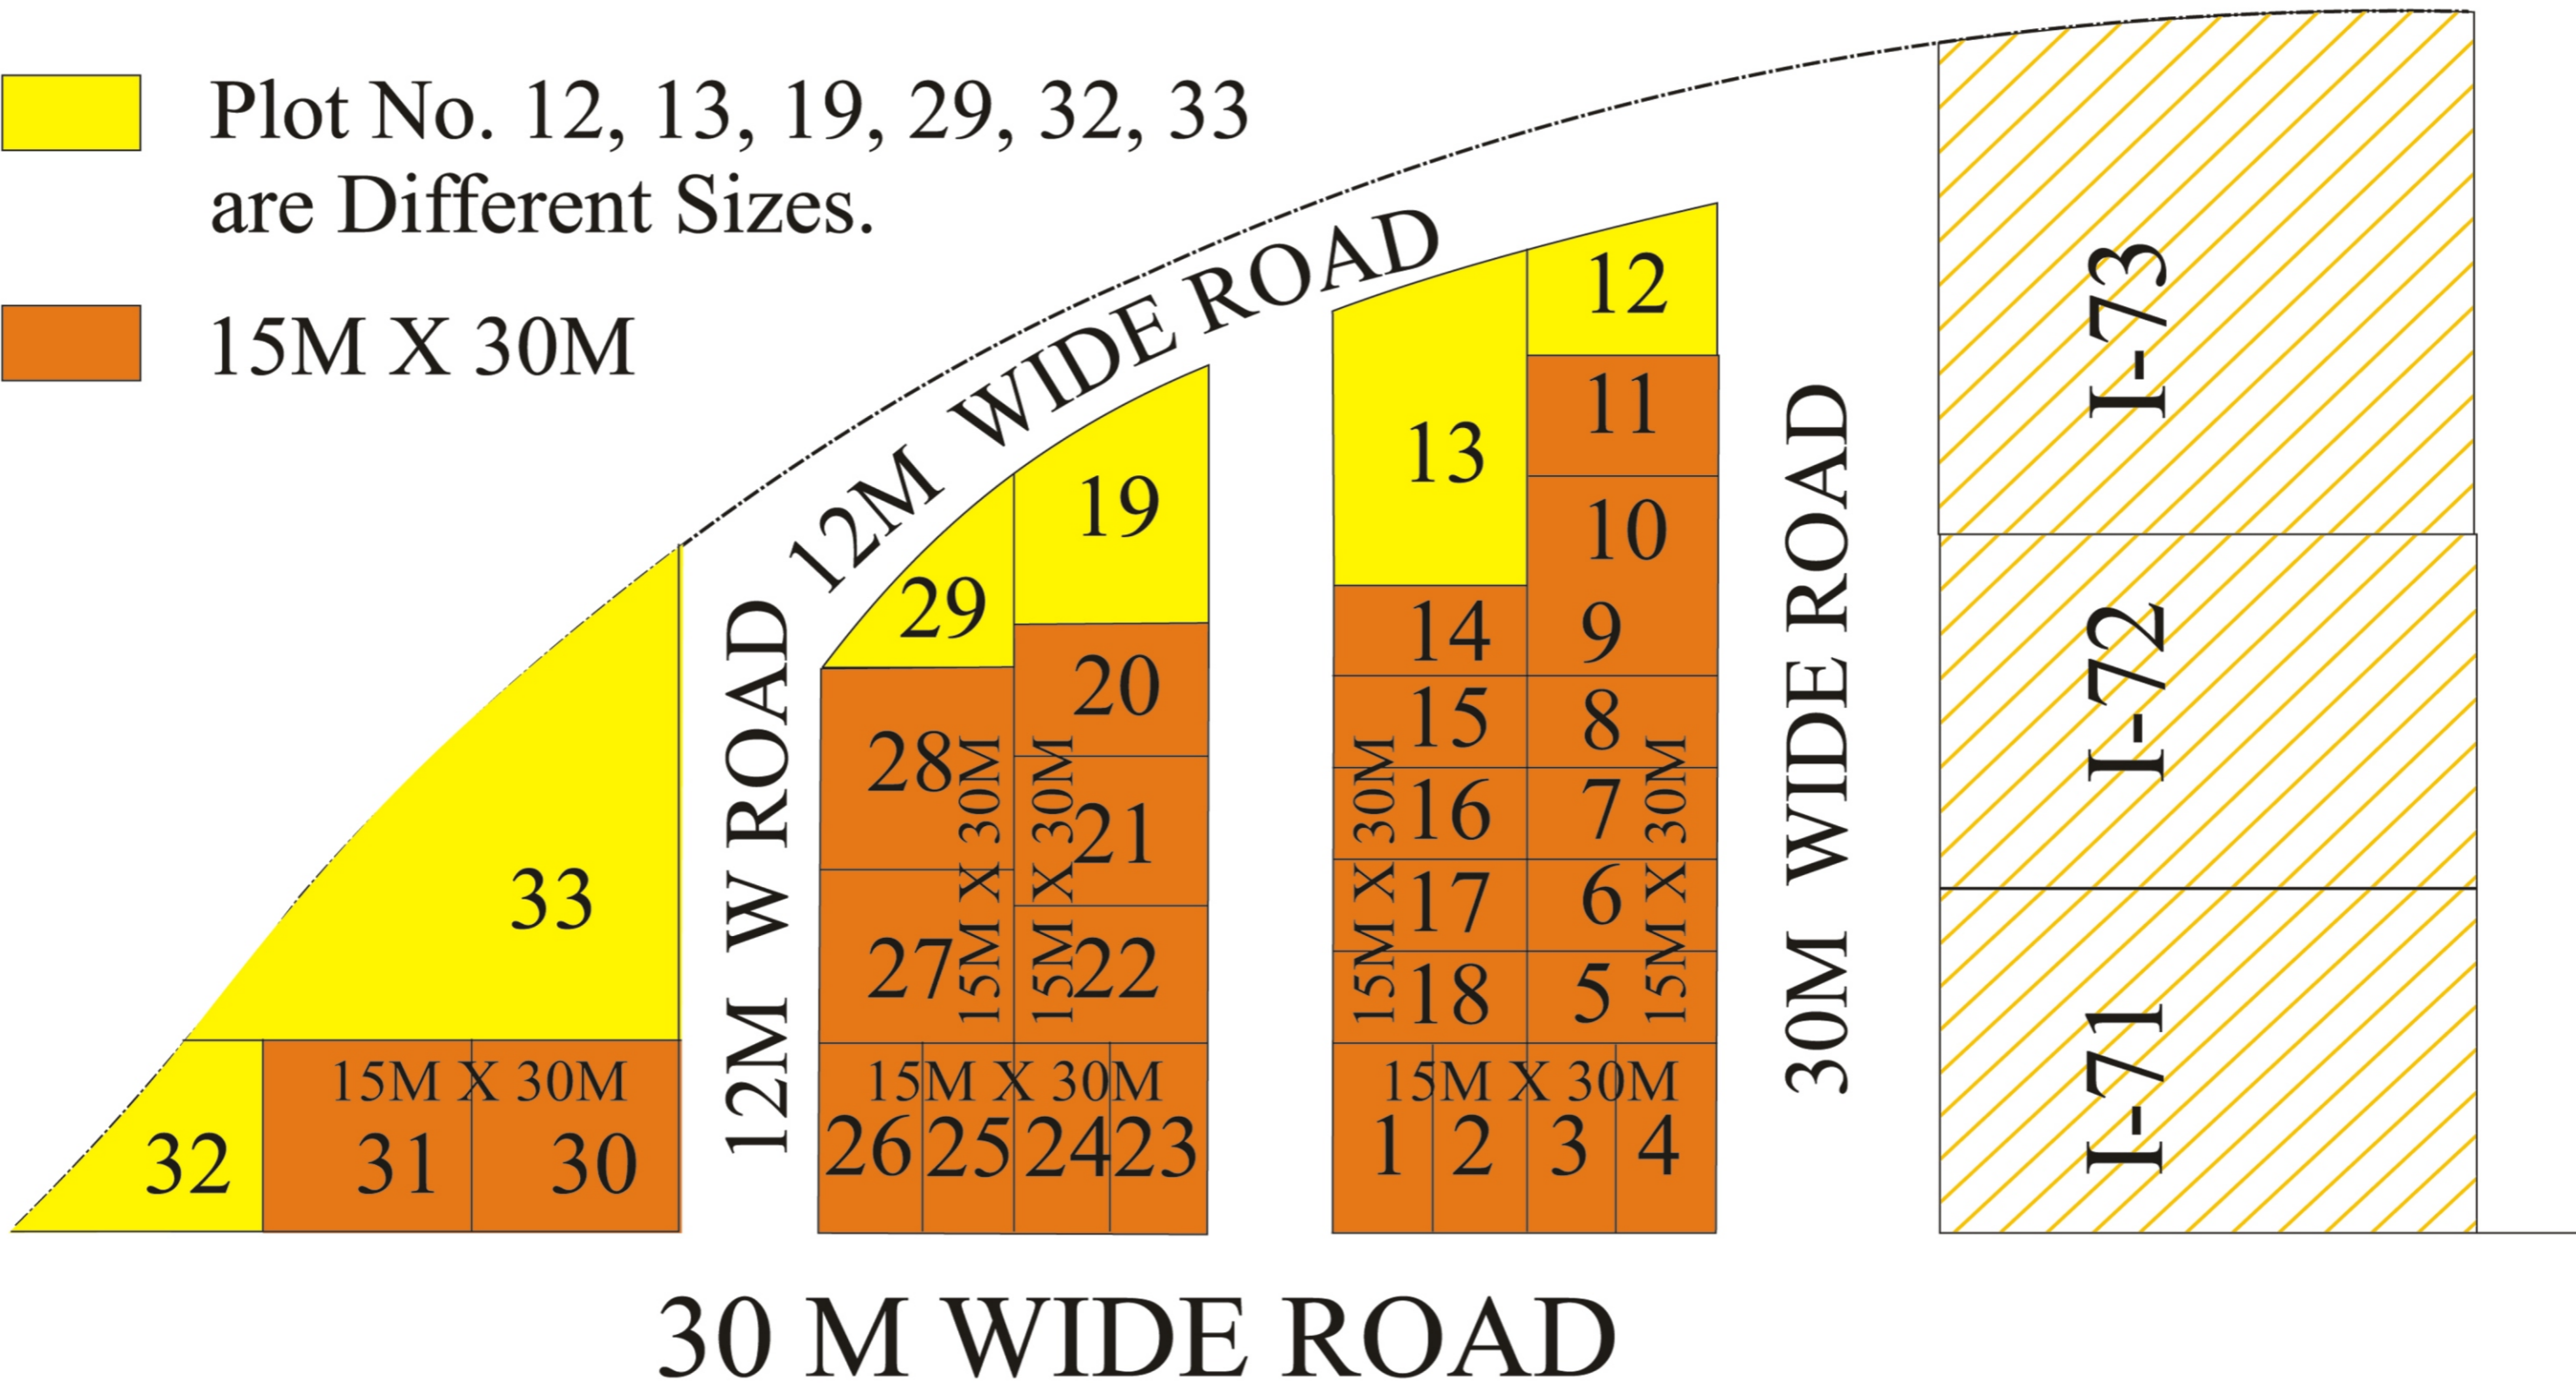 Plot No. 12, 13, 19, 29, 32, 33
are Different Sizes.
15M X 30M
33
32
15M X 30M
31
30
12M W ROAD
12M WIDE ROAD
29
19
28
20
21
27
22
15M X 30M
15M X 30M
15M X 30M
26
25
24
23
12
13
11
10
14
9
15
8
16
7
17
6
18
5
15M X 30M
15M X 30M
15M X 30M
1
2
3
4
30M WIDE ROAD
I-73
I-72
I-71
30 M WIDE ROAD